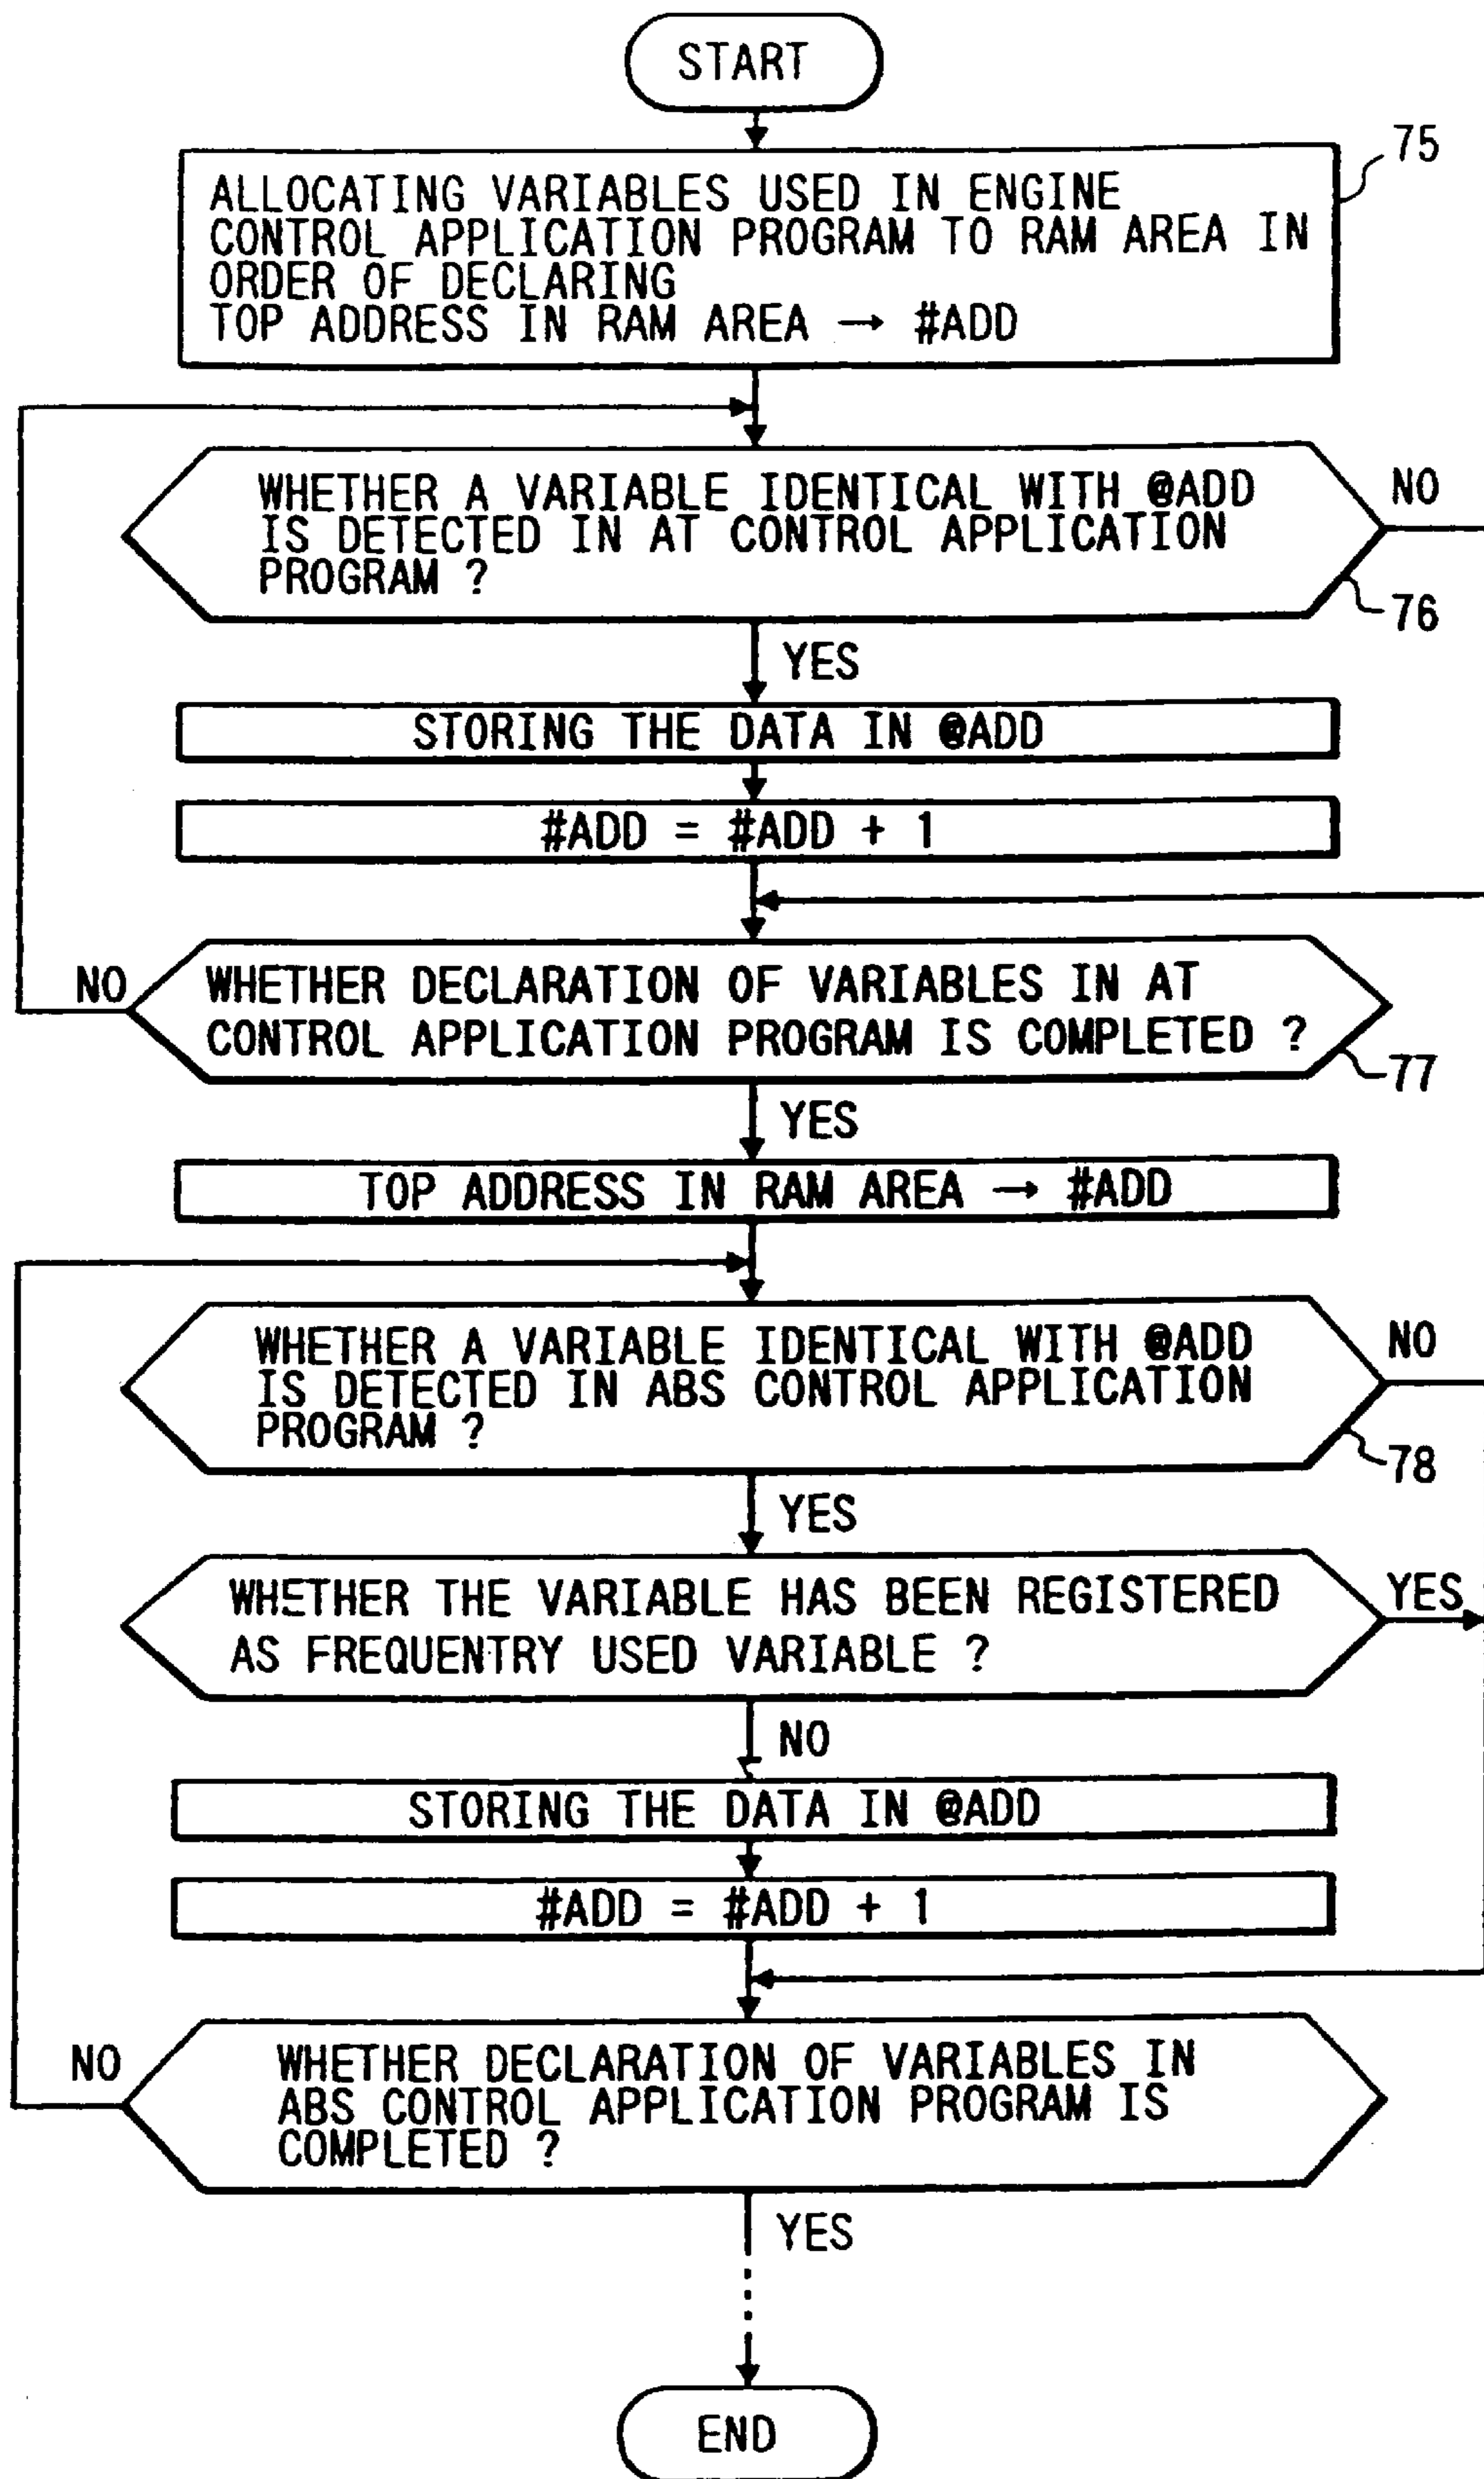 START
75
ALLOCATING VARIABLES USED IN ENGINE
CONTROL APPLICATION PROGRAM TO RAM AREA IN
ORDER OF DECLARING
TOP ADDRESS IN RAM AREA → #ADD
WHETHER A VARIABLE IDENTICAL WITH @ADD
IS DETECTED IN AT CONTROL APPLICATION
PROGRAM ?
NO
76
YES
STORING THE DATA IN @ADD
#ADD = #ADD + 1
NO
WHETHER DECLARATION OF VARIABLES IN AT
CONTROL APPLICATION PROGRAM IS COMPLETED ?
77
YES
TOP ADDRESS IN RAM AREA → #ADD
WHETHER A VARIABLE IDENTICAL WITH @ADD
IS DETECTED IN ABS CONTROL APPLICATION
PROGRAM ?
NO
78
YES
WHETHER THE VARIABLE HAS BEEN REGISTERED
AS FREQUENTRY USED VARIABLE ?
YES
NO
STORING THE DATA IN @ADD
#ADD = #ADD + 1
NO
WHETHER DECLARATION OF VARIABLES IN
ABS CONTROL APPLICATION PROGRAM IS
COMPLETED ?
YES
END